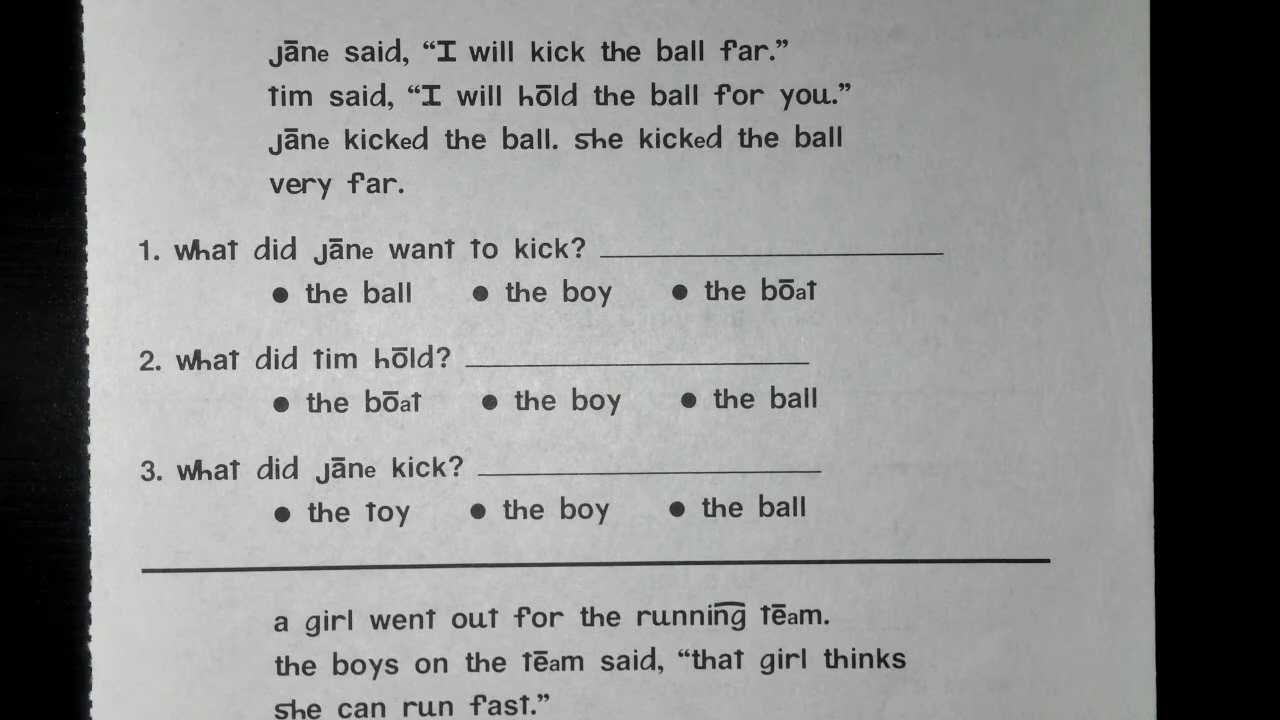 jāne said, “I will kick the ball far.”
tim said, “I will hōld the ball for you.”
jāne kicked the ball. she kicked the ball
very far.
1. what did jāne want to kick? ____________
• the ball • the boy • the bōat
2. what did tim hōld? ____________
• the bōat • the boy • the ball
3. what did jāne kick? ____________
• the toy • the boy • the ball
a girl went out for the running tēam.
the boys on the tēam said, “that girl thinks
she can run fast.”